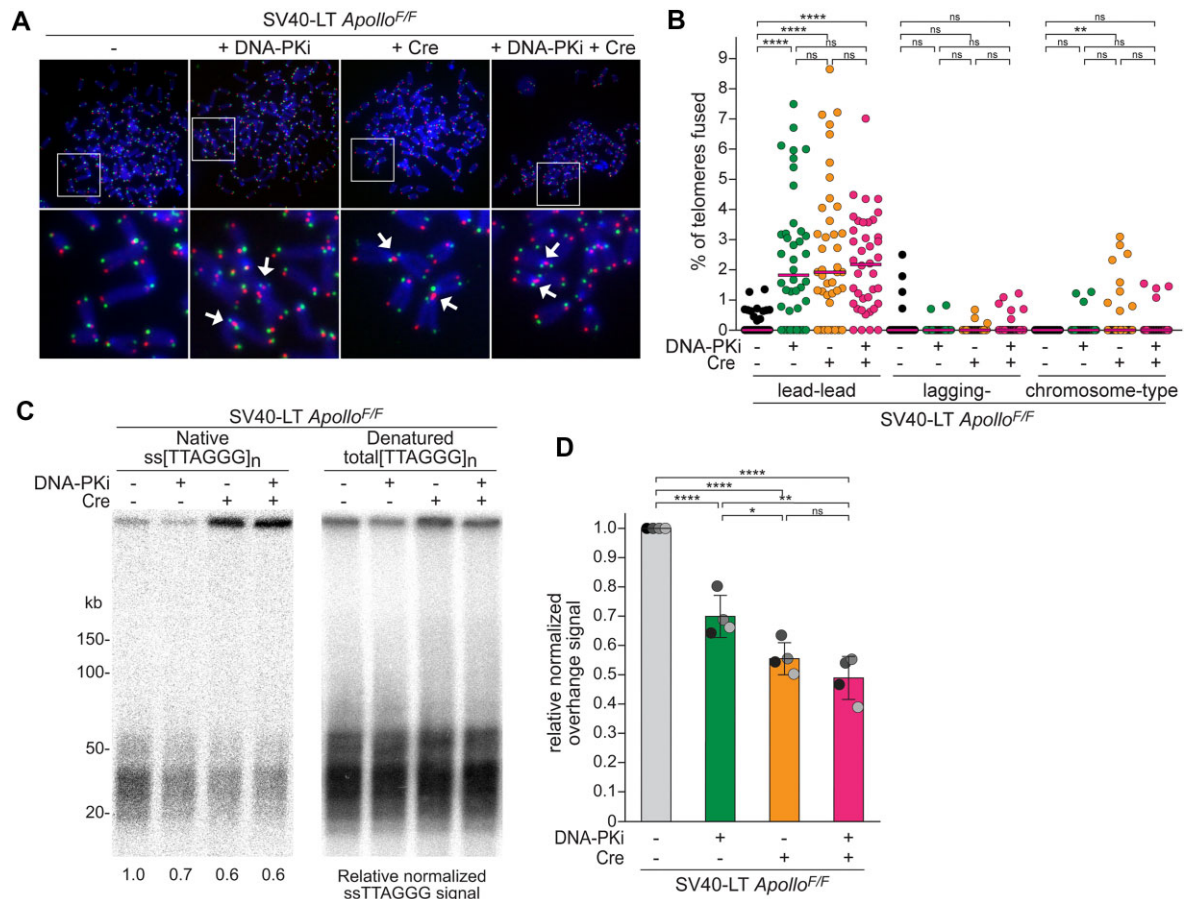 A
SV40-LT ApolloF/F
- + DNA-PKi + Cre + DNA-PKi + Cre
B
**** ns ns
**** ns **
**** ns ns ns ns ns
ns ns ns ns ns ns
% of telomeres fused
9
8
7
6
5
4
3
2
1
0
DNA-PKi - + - + - + - + - + - +
Cre - - + + - - + + - - + +
lead-lead lagging- chromosome-type
SV40-LT ApolloF/F
C
SV40-LT ApolloF/F
Native Denatured
ss[TTAGGG]n total[TTAGGG]n
DNA-PKi - + - + - + - +
Cre - - + + - - + +
kb
150-
100-
50-
20-
1.0 0.7 0.6 0.6
Relative normalized
ssTTAGGG signal
D
****
****
**** **
* ns
relative normalized
overhange signal
1.0
0.9
0.8
0.7
0.6
0.5
0.4
0.3
0.2
0.1
0
DNA-PKi - + - +
Cre - - + +
SV40-LT ApolloF/F